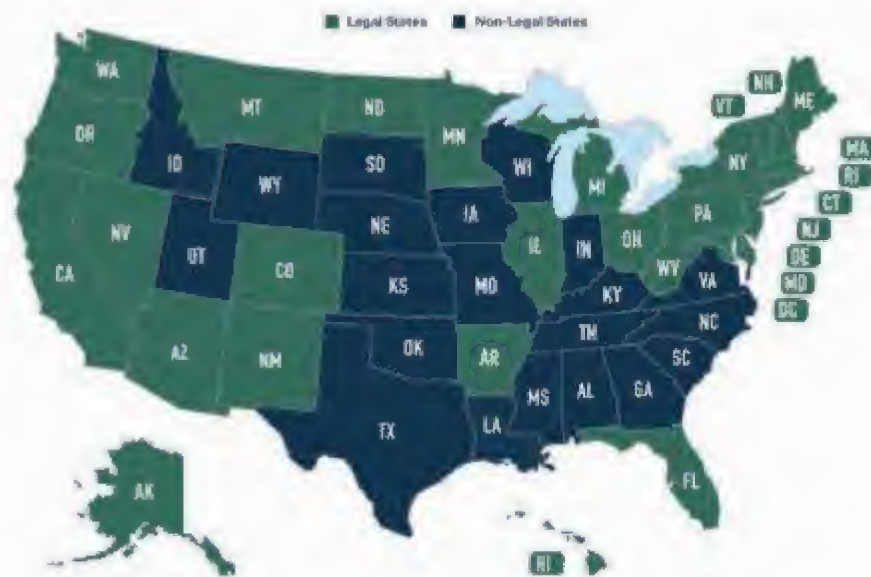 Legal States
Non-Legal States
WA
MT
ND
MN
OR
ID
WY
SD
WI
MI
NY
VT
NH
ME
MA
RI
CT
NJ
DE
MD
DC
NV
UT
CO
NE
IA
IL
IN
OH
PA
WY
VA
CA
KS
MO
KY
NC
AZ
NM
OK
AR
TN
SC
TX
LA
MS
AL
GA
FL
AK
HI